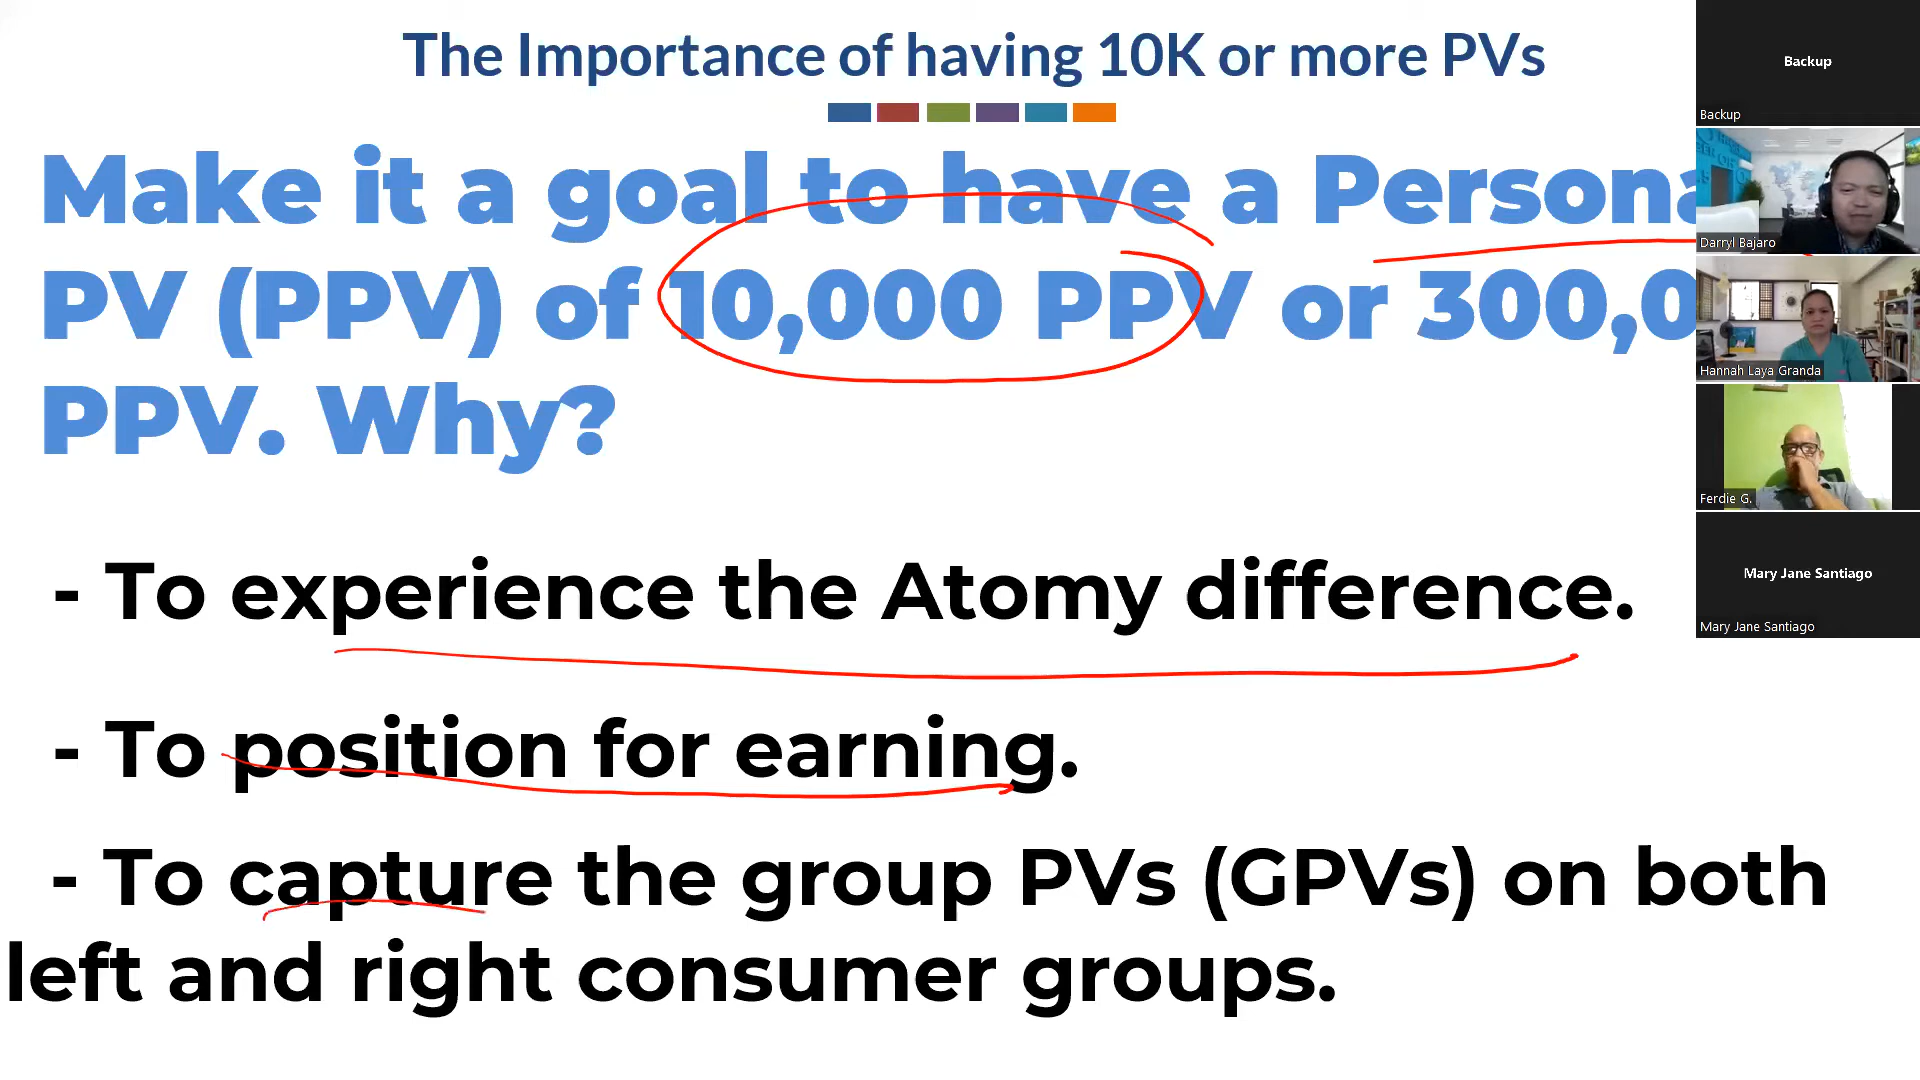 The Importance of having 10K or more PVs
Make it a goal to have a Persona
PV (PPV) of 10,000 PPV or 300,0
PPV. Why?
- To experience the Atomy difference.
- To position for earning.
- To capture the group PVs (GPVs) on both
left and right consumer groups.
Backup
Backup
Darryl Bajaro
Hannah Laya Granda
Ferdie G.
Mary Jane Santiago
Mary Jane Santiago